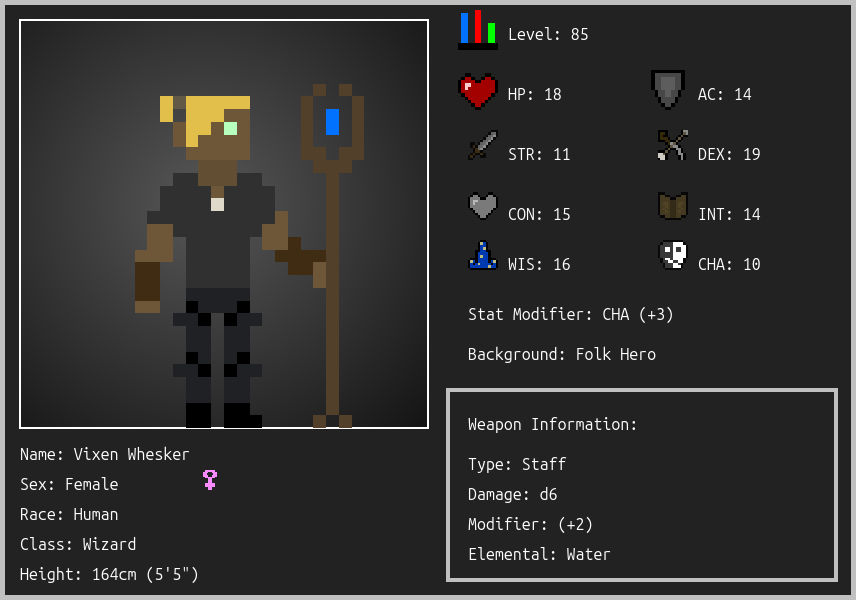 Level: 85
HP: 18
AC: 14
STR: 11
DEX: 19
CON: 15
INT: 14
WIS: 16
CHA: 10
Stat Modifier: CHA (+3)
Background: Folk Hero
Weapon Information:
Type: Staff
Damage: d6
Modifier: (+2)
Elemental: Water
Name: Vixen Whesker
Sex: Female
Race: Human
Class: Wizard
Height: 164cm (5'5")